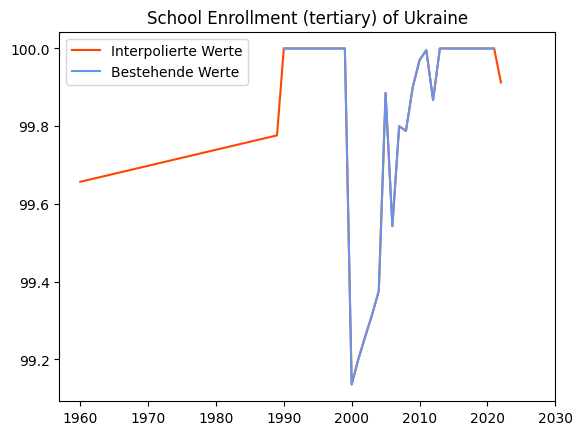 School Enrollment (tertiary) of Ukraine
Interpolierte Werte
Bestehende Werte
100.0
99.8
99.6
99.4
99.2
1960 1970 1980 1990 2000 2010 2020 2030